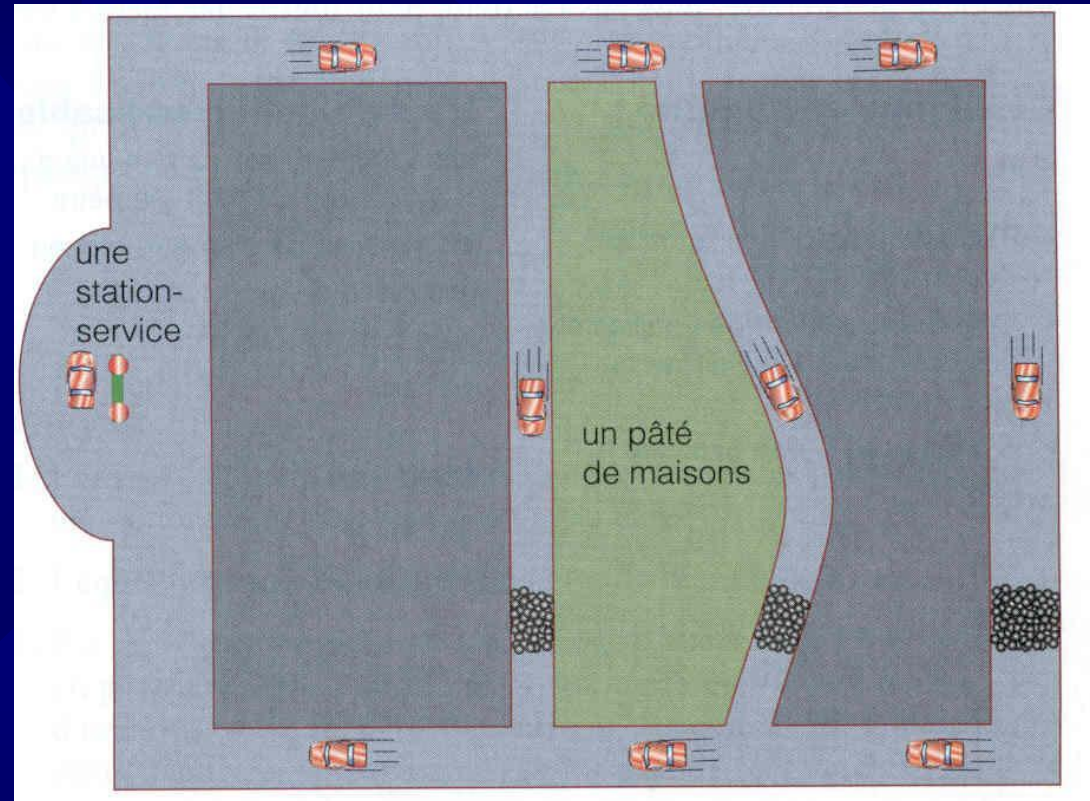 une
station-
service
un pâté
de maisons